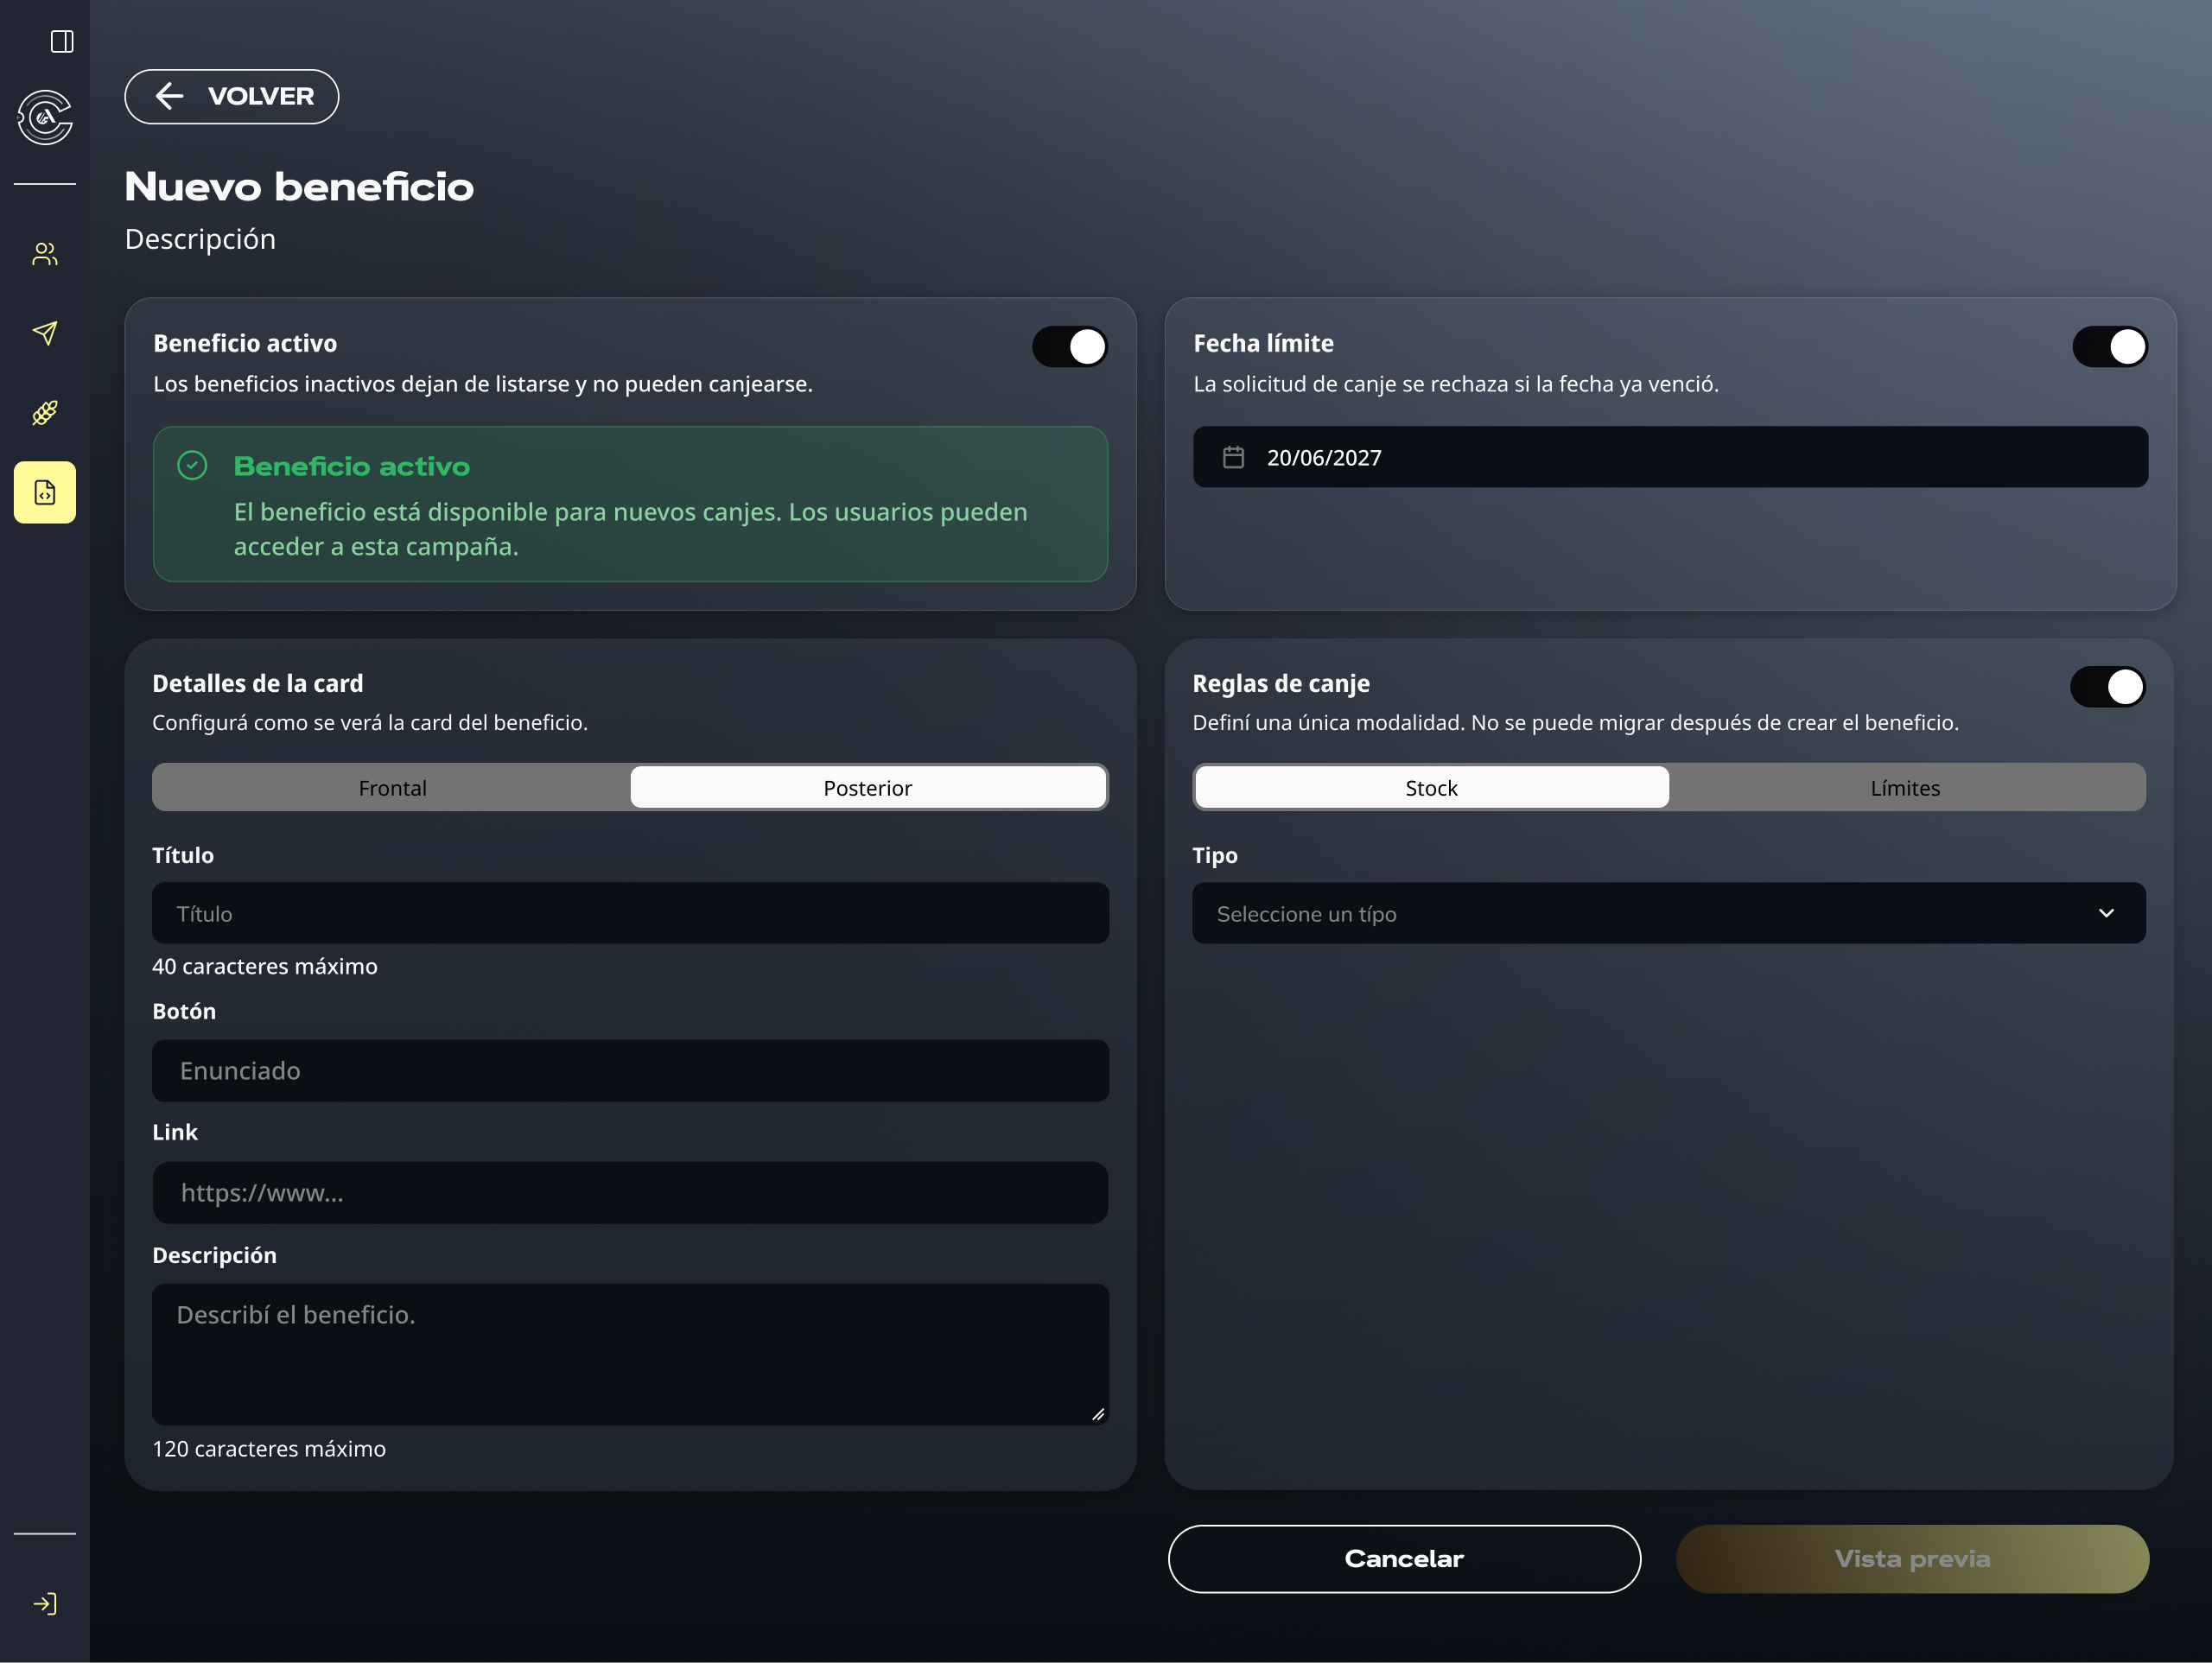 VOLVER
Nuevo beneficio
Descripción
Beneficio activo
Los beneficios inactivos dejan de listarse y no pueden canjearse.
Beneficio activo
El beneficio está disponible para nuevos canjes. Los usuarios pueden
acceder a esta campaña.
Fecha límite
La solicitud de canje se rechaza si la fecha ya venció.
20/06/2027
Detalles de la card
Configurá como se verá la card del beneficio.
Frontal
Posterior
Título
Título
40 caracteres máximo
Botón
Enunciado
Link
https://www...
Descripción
Describí el beneficio.
120 caracteres máximo
Reglas de canje
Definí una única modalidad. No se puede migrar después de crear el beneficio.
Stock
Límites
Tipo
Seleccione un típo
Cancelar
Vista previa